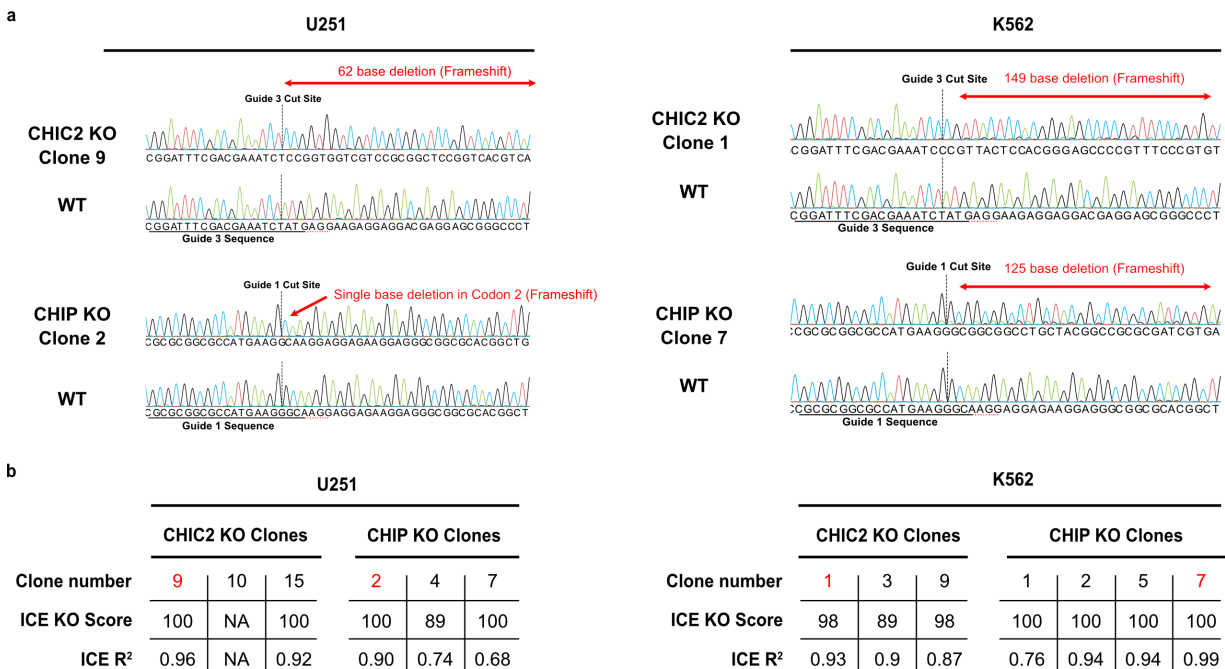 a
U251
62 base deletion (Frameshift)
Guide 3 Cut Site
CHIC2 KO
Clone 9
CGGATTTCGACGAAATCTCCGGTGGTCGTCCGCGGCTCCGGTCACGTCA
WT
CGGATTTCGACGAAATCTATGAGGAAGAGGAGGACGAGGAGCGGGCCCT
Guide 3 Sequence
Guide 1 Cut Site
Single base deletion in Codon 2 (Frameshift)
CHIP KO
Clone 2
CGCGCGGCGCCATGAAGGCAAGGAGGAGAAGGAGGGCGGCGCACGGCTG
WT
CGCGCGGCGCCATGAAGGGCAAGGAGGAGAAGGAGGGCGGCGCACGGCT
Guide 1 Sequence
K562
Guide 3 Cut Site
149 base deletion (Frameshift)
CHIC2 KO
Clone 1
CGGATTTCGACGAAATCCCGTTACTCCACGGGAGCCCCGTTTCCCGTGT
WT
CGGATTTCGACGAAATCTATGAGGAAGAGGAGGACGAGGAGCGGGCCCT
Guide 3 Sequence
Guide 1 Cut Site
125 base deletion (Frameshift)
CHIP KO
Clone 7
CCGCGCGGCGCCATGAAGGGCGGCGGCCTGCTACGGCCGCGCGATCGTGA
WT
CCGCGCGGCGCCATGAAGGGCAAGGAGGAGAAGGAGGGCGGCGCACGGCT
Guide 1 Sequence
b
U251
CHIC2 KO Clones CHIP KO Clones
Clone number 9 10 15 2 4 7
ICE KO Score 100 NA 100 100 89 100
ICE R² 0.96 NA 0.92 0.90 0.74 0.68
K562
CHIC2 KO Clones CHIP KO Clones
Clone number 1 3 9 1 2 5 7
ICE KO Score 98 89 98 100 100 100 100
ICE R² 0.93 0.9 0.87 0.76 0.94 0.94 0.99